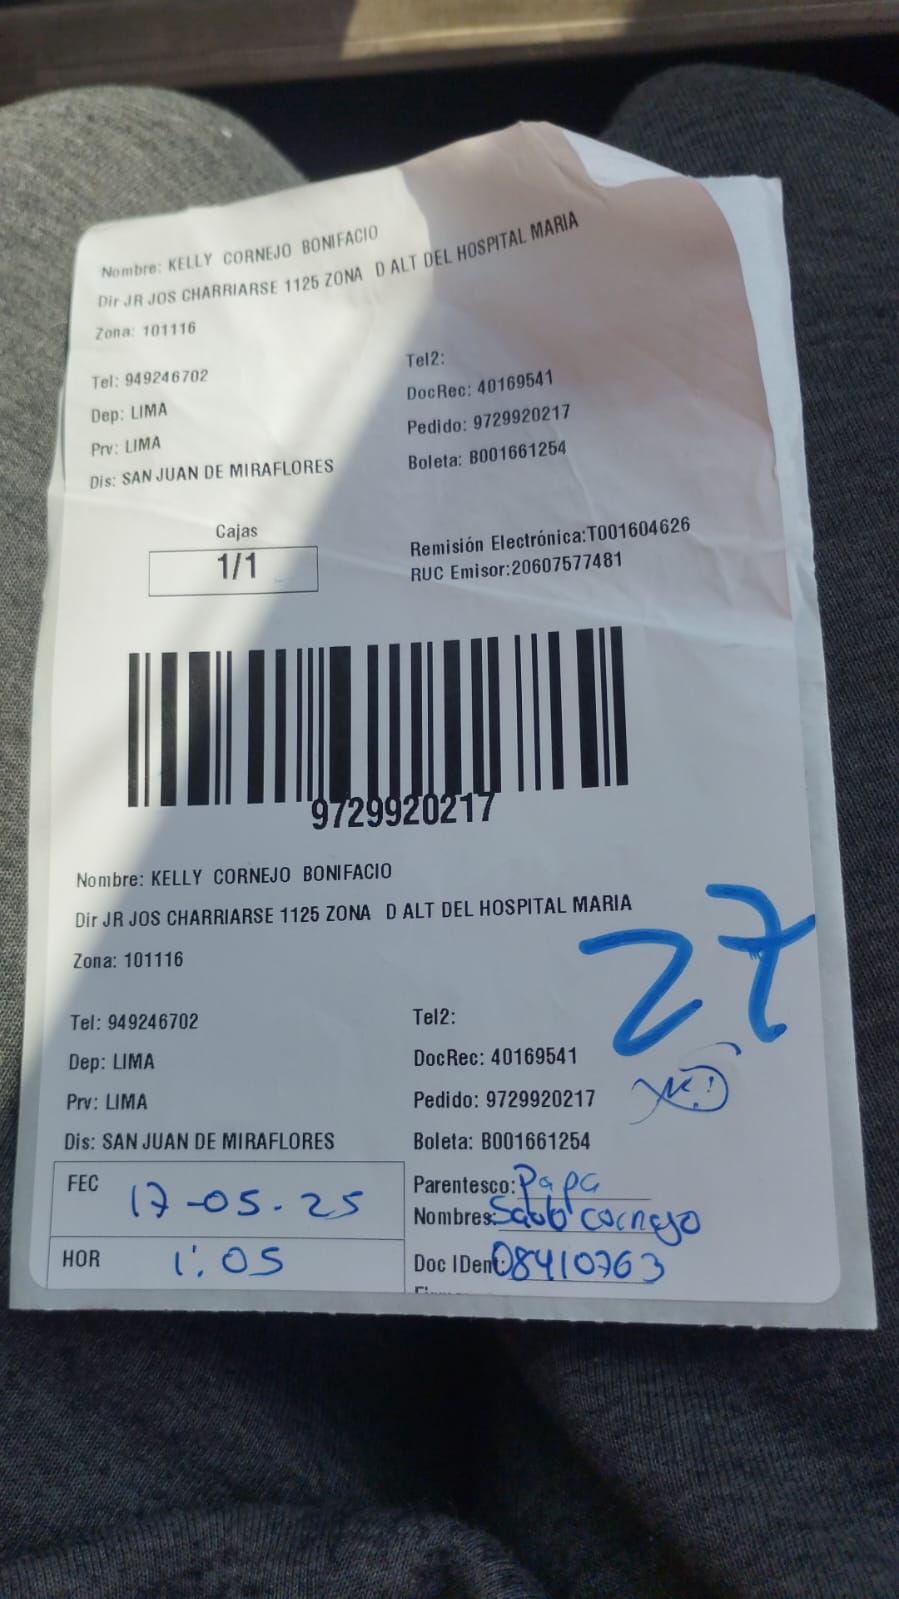 Nombre: KELLY CORNEJO BONIFACIO
Dir JR JOS CHARRIARSE 1125 ZONA D ALT DEL HOSPITAL MARIA
Zona: 101116
Tel: 949246702
Tel2:
Dep: LIMA
DocRec: 40169541
Prv: LIMA
Pedido: 9729920217
Dis: SAN JUAN DE MIRAFLORES
Boleta: B001661254
Cajas
1/1
Remisión Electrónica:T001604626
RUC Emisor:20607577481
9729920217
Nombre: KELLY CORNEJO BONIFACIO
Dir JR JOS CHARRIARSE 1125 ZONA D ALT DEL HOSPITAL MARIA
27
Zona: 101116
Tel: 949246702
Tel2:
Dep: LIMA
DocRec: 40169541
Prv: LIMA
Pedido: 9729920217
Dis: SAN JUAN DE MIRAFLORES
Boleta: B001661254
FEC 17-05-25
Parentesco: Papa
Nombres: Cornejo
HOR 1:05
Doc IDent: 08410763